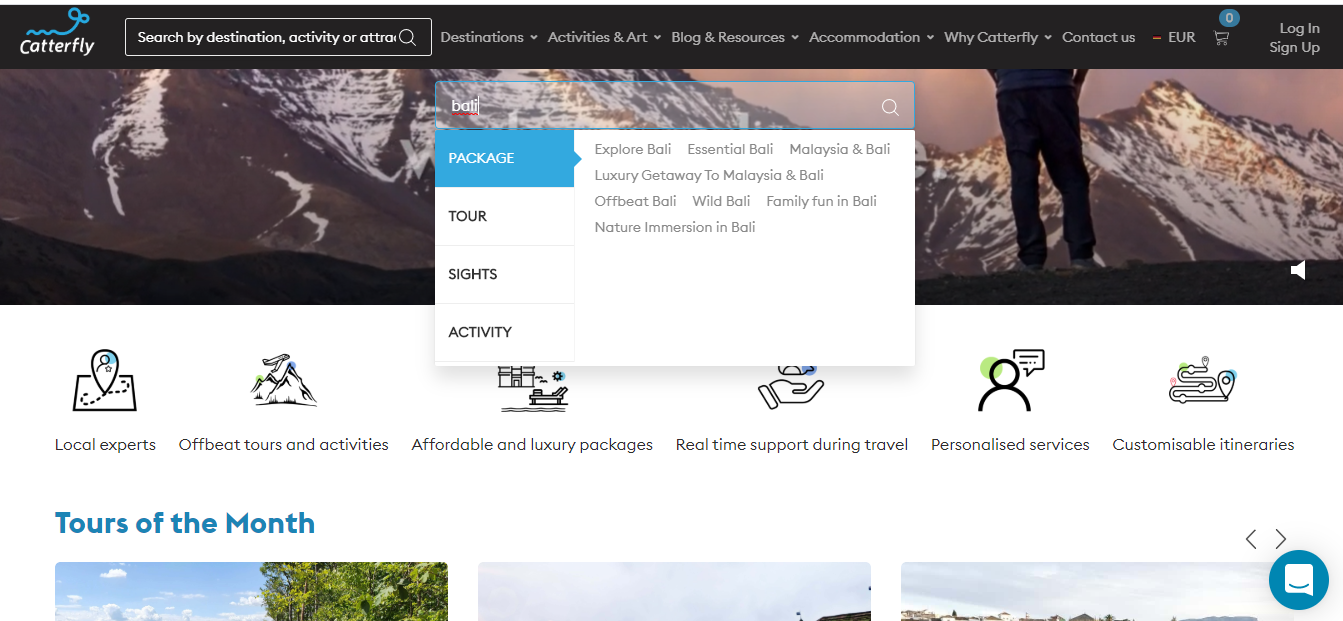 Catterfly
Search by destination, activity or attrac
Destinations
Activities & Art
Blog & Resources
Accommodation
Why Catterfly
Contact us
EUR
0
Log In
Sign Up
bali
PACKAGE
TOUR
SIGHTS
ACTIVITY
Explore Bali Essential Bali Malaysia & Bali
Luxury Getaway To Malaysia & Bali
Offbeat Bali Wild Bali Family fun in Bali
Nature Immersion in Bali
Local experts
Offbeat tours and activities
Affordable and luxury packages
Real time support during travel
Personalised services
Customisable itineraries
Tours of the Month